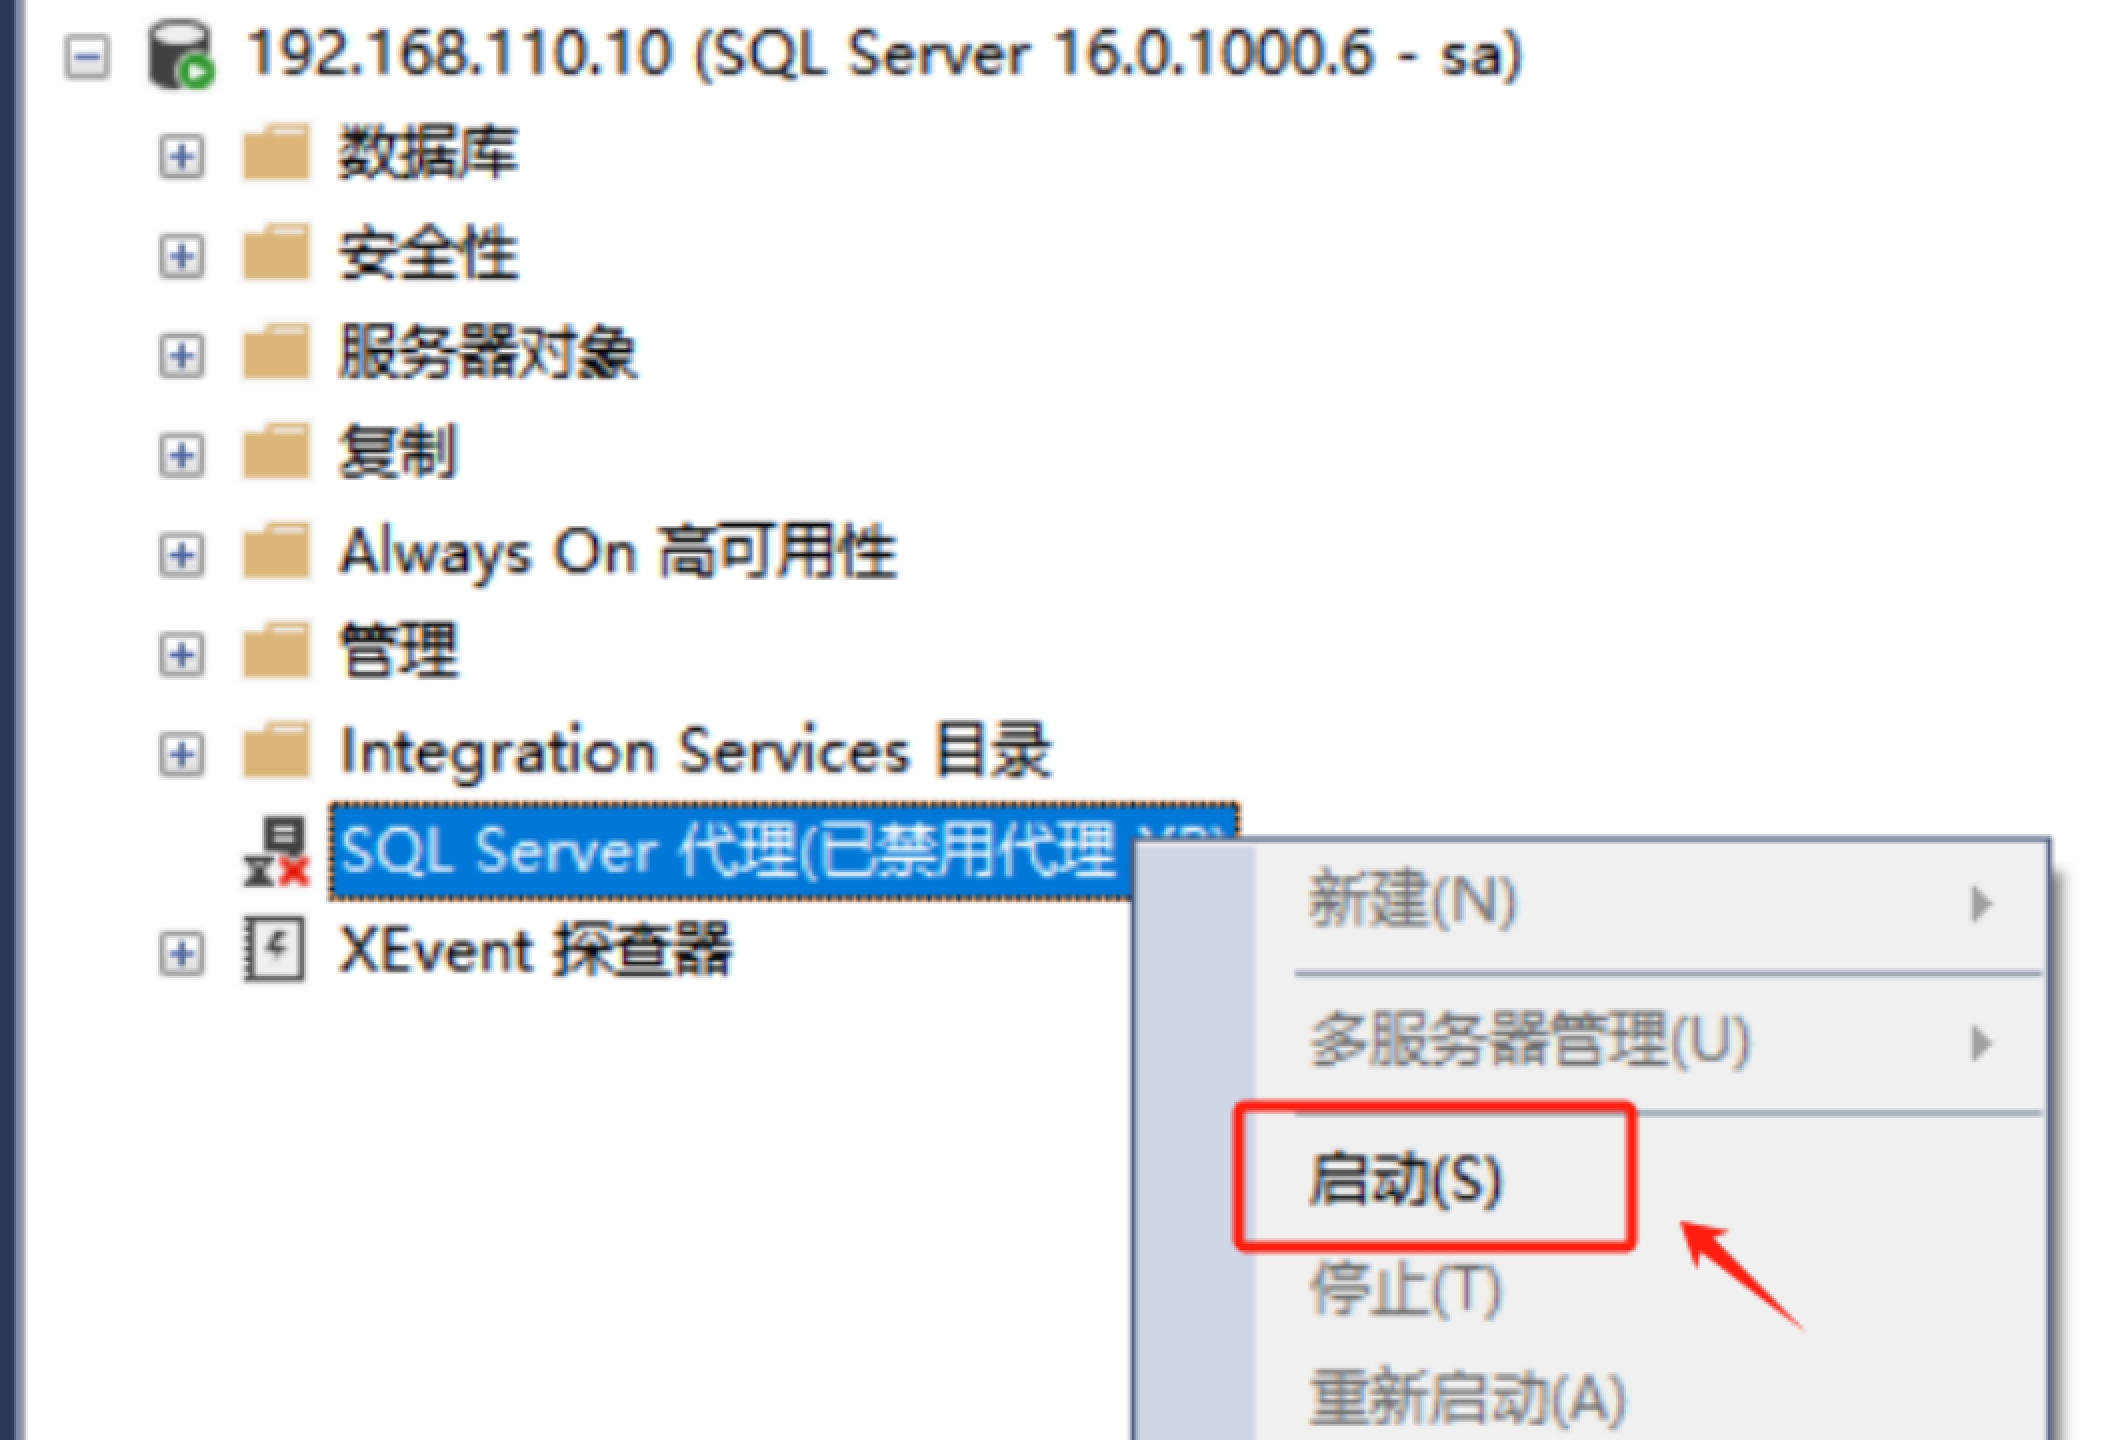 192.168.110.10 (SQL Server 16.0.1000.6 - sa)
数据库
安全性
服务器对象
复制
Always On 高可用性
管理
Integration Services 目录
SQL Server 代理(已禁用代理
XEvent 探查器
新建(N)
多服务器管理(U)
启动(S)
停止(T)
重新启动(A)